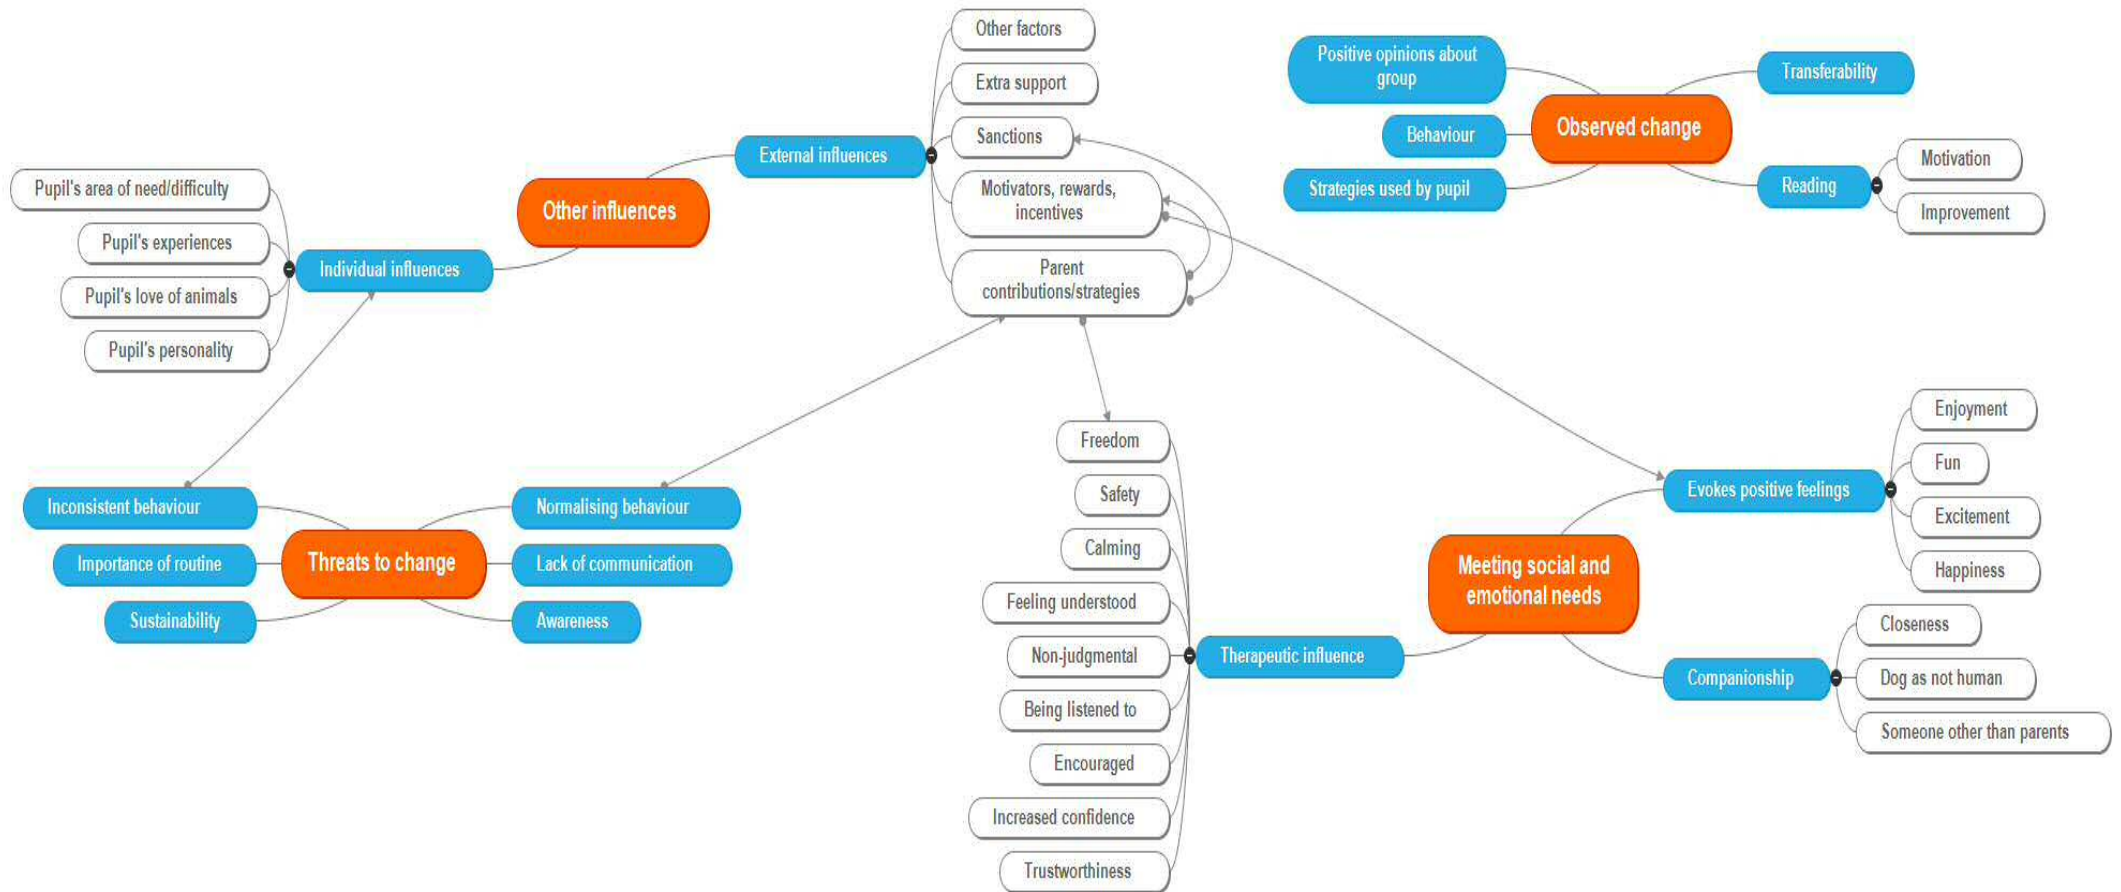 Other influences
External influences
Other factors
Extra support
Sanctions
Motivators, rewards,
incentives
Parent
contributions/strategies
Individual influences
Pupil's area of need/difficulty
Pupil's experiences
Pupil's love of animals
Pupil's personality
Observed change
Positive opinions about
group
Behaviour
Strategies used by pupil
Transferability
Reading
Motivation
Improvement
Threats to change
Inconsistent behaviour
Importance of routine
Sustainability
Normalising behaviour
Lack of communication
Awareness
Meeting social and
emotional needs
Therapeutic influence
Freedom
Safety
Calming
Feeling understood
Non-judgmental
Being listened to
Encouraged
Increased confidence
Trustworthiness
Evokes positive feelings
Enjoyment
Fun
Excitement
Happiness
Companionship
Closeness
Dog as not human
Someone other than parents